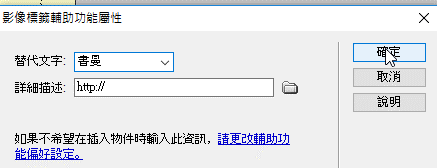 影像標籤輔助功能屬性
替代文字: 書曼
確定
詳細描述: http://
取消
說明
如果不希望在插入物件時輸入此資訊，請更改輔助功
能偏好設定。